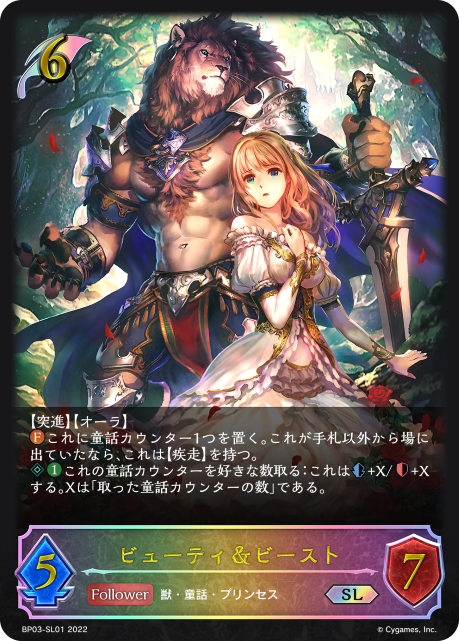 6
【突進】【オーラ】
F これに童話カウンター1つを置く。これが手札以外から場に
出ていたなら、これは【疾走】を持つ。
1 これの童話カウンターを好きな数取る：これは+X/+X
する。Xは「取った童話カウンターの数」である。
ビューティ&ビースト
5
7
Follower
獣・童話・プリンセス
SL
BP03-SL01 2022
© Cygames, Inc.